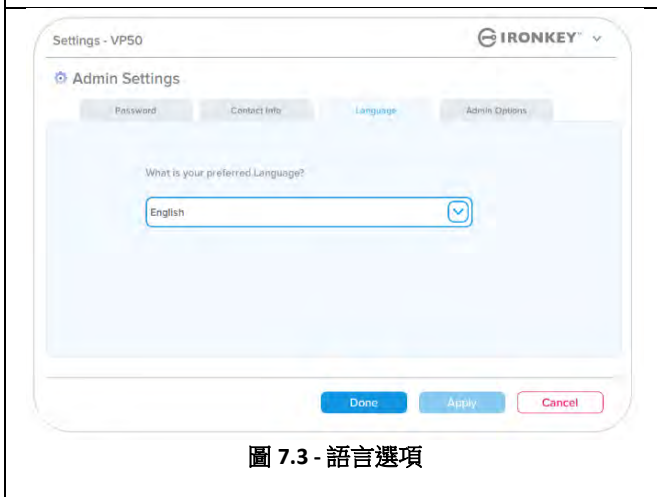 Settings - VP50
IRONKEY™
Admin Settings
Password Contact Info Language Admin Options
What is your preferred Language?
English
Done Apply Cancel
圖 7.3 - 語言選項